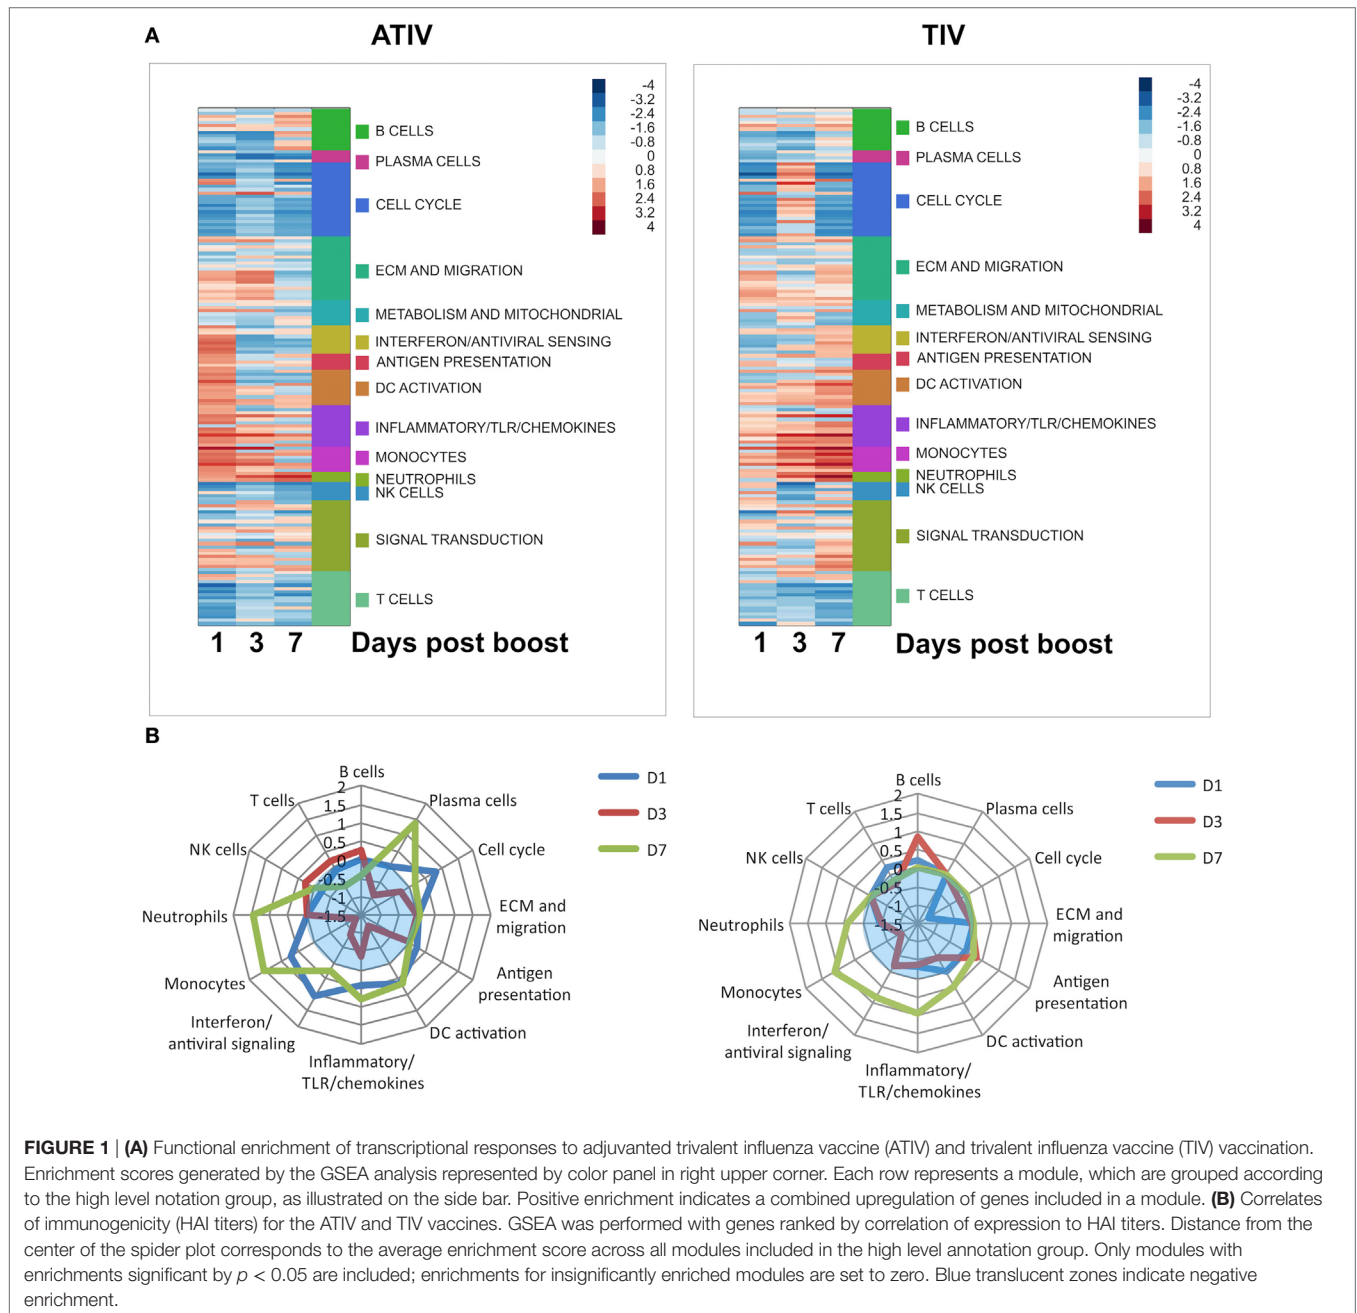 A
ATIV
TIV
-4
-3.2
-2.4
-1.6
-0.8
0
0.8
1.6
2.4
3.2
4
B CELLS
PLASMA CELLS
CELL CYCLE
ECM AND MIGRATION
METABOLISM AND MITOCHONDRIAL
INTERFERON/ANTIVIRAL SENSING
ANTIGEN PRESENTATION
DC ACTIVATION
INFLAMMATORY/TLR/CHEMOKINES
MONOCYTES
NEUTROPHILS
NK CELLS
SIGNAL TRANSDUCTION
T CELLS
1 3 7 Days post boost
-4
-3.2
-2.4
-1.6
-0.8
0
0.8
1.6
2.4
3.2
4
B CELLS
PLASMA CELLS
CELL CYCLE
ECM AND MIGRATION
METABOLISM AND MITOCHONDRIAL
INTERFERON/ANTIVIRAL SENSING
ANTIGEN PRESENTATION
DC ACTIVATION
INFLAMMATORY/TLR/CHEMOKINES
MONOCYTES
NEUTROPHILS
NK CELLS
SIGNAL TRANSDUCTION
T CELLS
1 3 7 Days post boost
B
B cells
Plasma cells
Cell cycle
ECM and
migration
Antigen
presentation
DC activation
Inflammatory/
TLR/chemokines
Interferon/
antiviral signaling
Monocytes
Neutrophils
NK cells
T cells
2
1.5
1
0.5
0
-0.5
-1
-1.5
D1
D3
D7
B cells
Plasma cells
Cell cycle
ECM and
migration
Antigen
presentation
DC activation
Inflammatory/
TLR/chemokines
Interferon/
antiviral signaling
Monocytes
Neutrophils
NK cells
T cells
2
1.5
1
0.5
0
-0.5
-1
-1.5
D1
D3
D7
FIGURE 1 | (A) Functional enrichment of transcriptional responses to adjuvanted trivalent influenza vaccine (ATIV) and trivalent influenza vaccine (TIV) vaccination.
Enrichment scores generated by the GSEA analysis represented by color panel in right upper corner. Each row represents a module, which are grouped according
to the high level notation group, as illustrated on the side bar. Positive enrichment indicates a combined upregulation of genes included in a module. (B) Correlates
of immunogenicity (HAI titers) for the ATIV and TIV vaccines. GSEA was performed with genes ranked by correlation of expression to HAI titers. Distance from the
center of the spider plot corresponds to the average enrichment score across all modules included in the high level annotation group. Only modules with
enrichments significant by p < 0.05 are included; enrichments for insignificantly enriched modules are set to zero. Blue translucent zones indicate negative
enrichment.